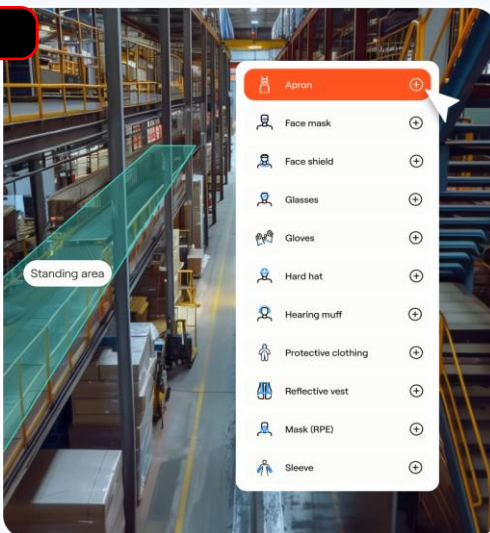 Apron
Face mask
Face shield
Glasses
Gloves
Standing area
Hard hat
Hearing muff
Protective clothing
Reflective vest
Mask (RPE)
Sleeve